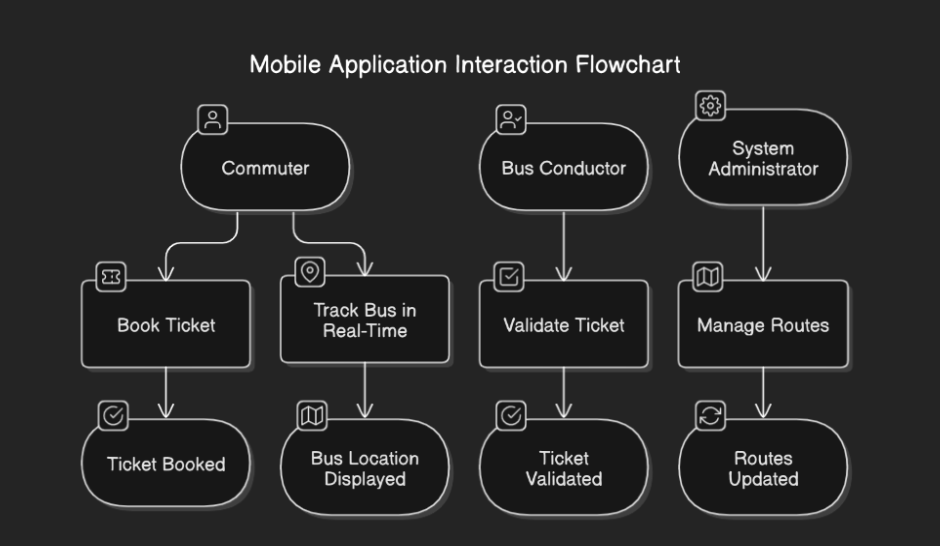 Mobile Application Interaction Flowchart
Commuter
Bus Conductor
System
Administrator
Book Ticket
Track Bus in
Real-Time
Validate Ticket
Manage Routes
Ticket Booked
Bus Location
Displayed
Ticket
Validated
Routes
Updated